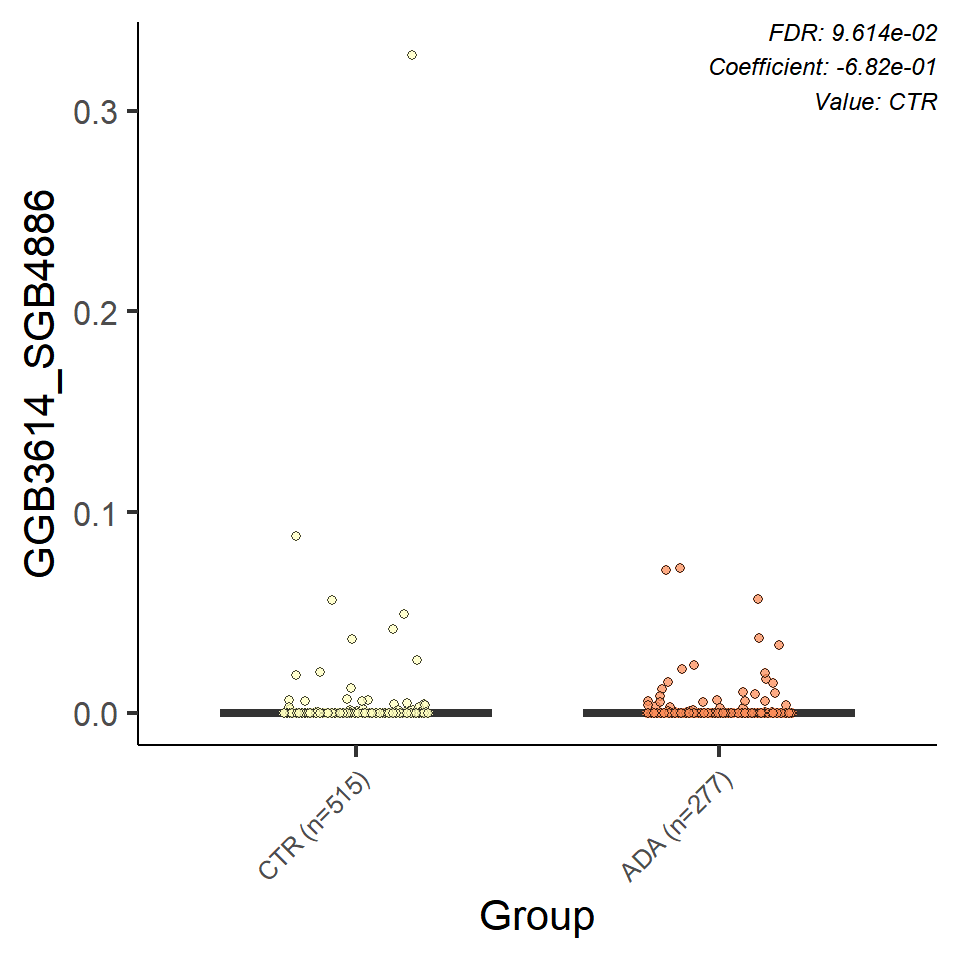 FDR: 9.614e-02
Coefficient: -6.82e-01
Value: CTR
GGB3614_SGB4886
0.3
0.2
0.1
0.0
CTR (n=515)
ADA (n=277)
Group